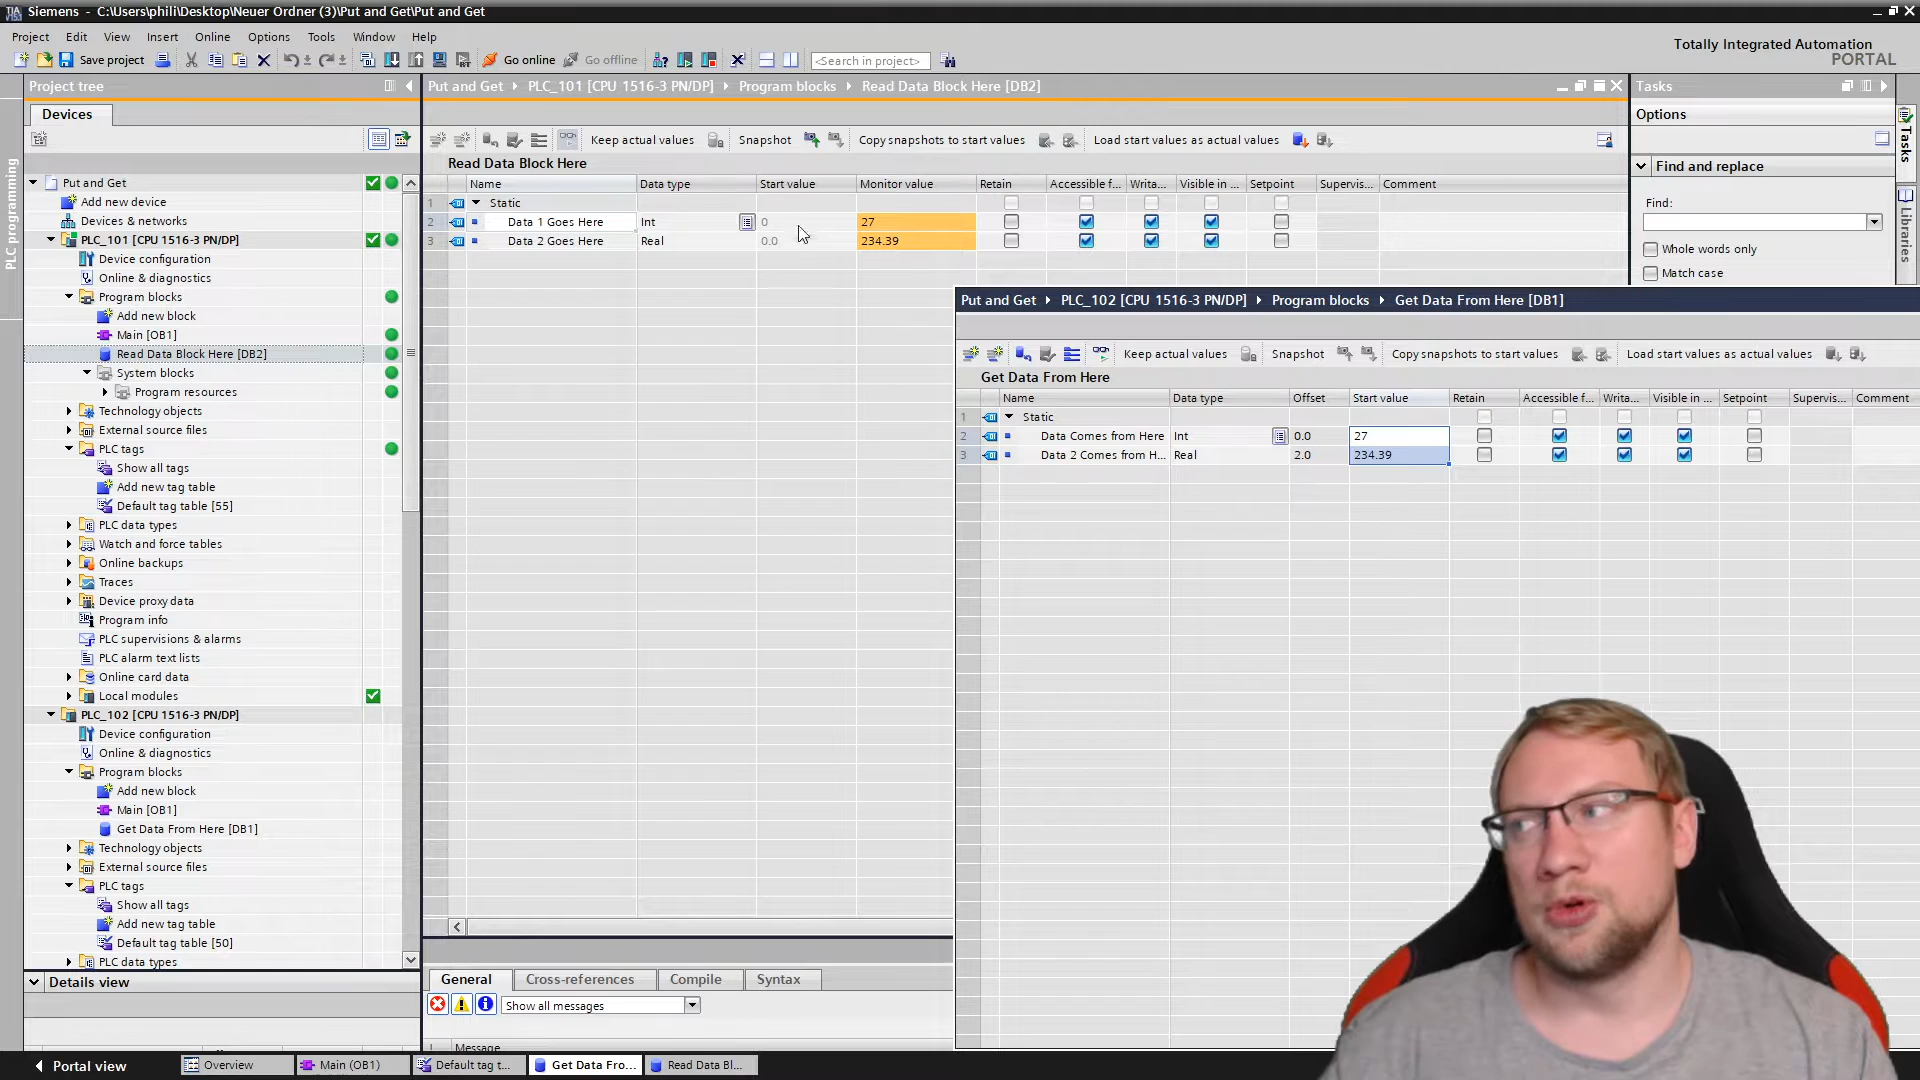 Siemens - C:\Users\phili\Desktop\Neuer Ordner (3)\Put and Get\Put and Get
Project Edit View Insert Online Options Tools Window Help
Totally Integrated Automation
PORTAL
Save project Go online Go offline <Search in project>
Project tree
Put and Get PLC_101 [CPU 1516-3 PN/DP] Program blocks Read Data Block Here [DB2]
Tasks
Devices
Options
Keep actual values Snapshot Copy snapshots to start values Load start values as actual values
Find and replace
Find:
Whole words only
Match case
Tasks
Libraries
PLC programming
Read Data Block Here
Name Data type Start value Monitor value Retain Accessible f... Writa... Visible in ... Setpoint Supervis... Comment
1 Static
2 Data 1 Goes Here Int 0 27
3 Data 2 Goes Here Real 0.0 234.39
Put and Get
Add new device
Devices & networks
PLC_101 [CPU 1516-3 PN/DP]
Device configuration
Online & diagnostics
Program blocks
Add new block
Main [OB1]
Read Data Block Here [DB2]
System blocks
Program resources
Technology objects
External source files
PLC tags
Show all tags
Add new tag table
Default tag table [55]
PLC data types
Watch and force tables
Online backups
Traces
Device proxy data
Program info
PLC supervisions & alarms
PLC alarm text lists
Online card data
Local modules
PLC_102 [CPU 1516-3 PN/DP]
Device configuration
Online & diagnostics
Program blocks
Add new block
Main [OB1]
Get Data From Here [DB1]
Technology objects
External source files
PLC tags
Show all tags
Add new tag table
Default tag table [50]
PLC data types
Put and Get PLC_102 [CPU 1516-3 PN/DP] Program blocks Get Data From Here [DB1]
Keep actual values Snapshot Copy snapshots to start values Load start values as actual values
Get Data From Here
Name Data type Offset Start value Retain Accessible f... Writa... Visible in ... Setpoint Supervis... Comment
1 Static
2 Data Comes from Here Int 0.0 27
3 Data 2 Comes from H... Real 2.0 234.39
Details view
General Cross-references Compile Syntax
Show all messages
Message
Portal view Overview Main (OB1) Default tag t... Get Data Fro... Read Data Bl...